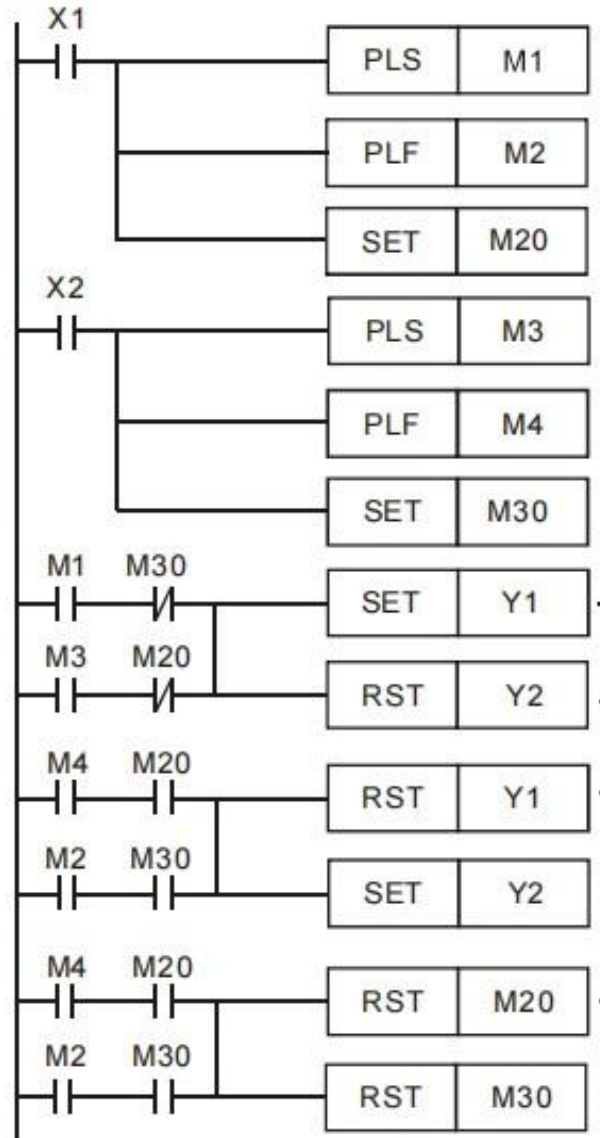 X1
PLS M1
PLF M2
SET M20
X2
PLS M3
PLF M4
SET M30
M1 M30
SET Y1
M3 M20
RST Y2
M4 M20
RST Y1
M2 M30
SET Y2
M4 M20
RST M20
M2 M30
RST M30